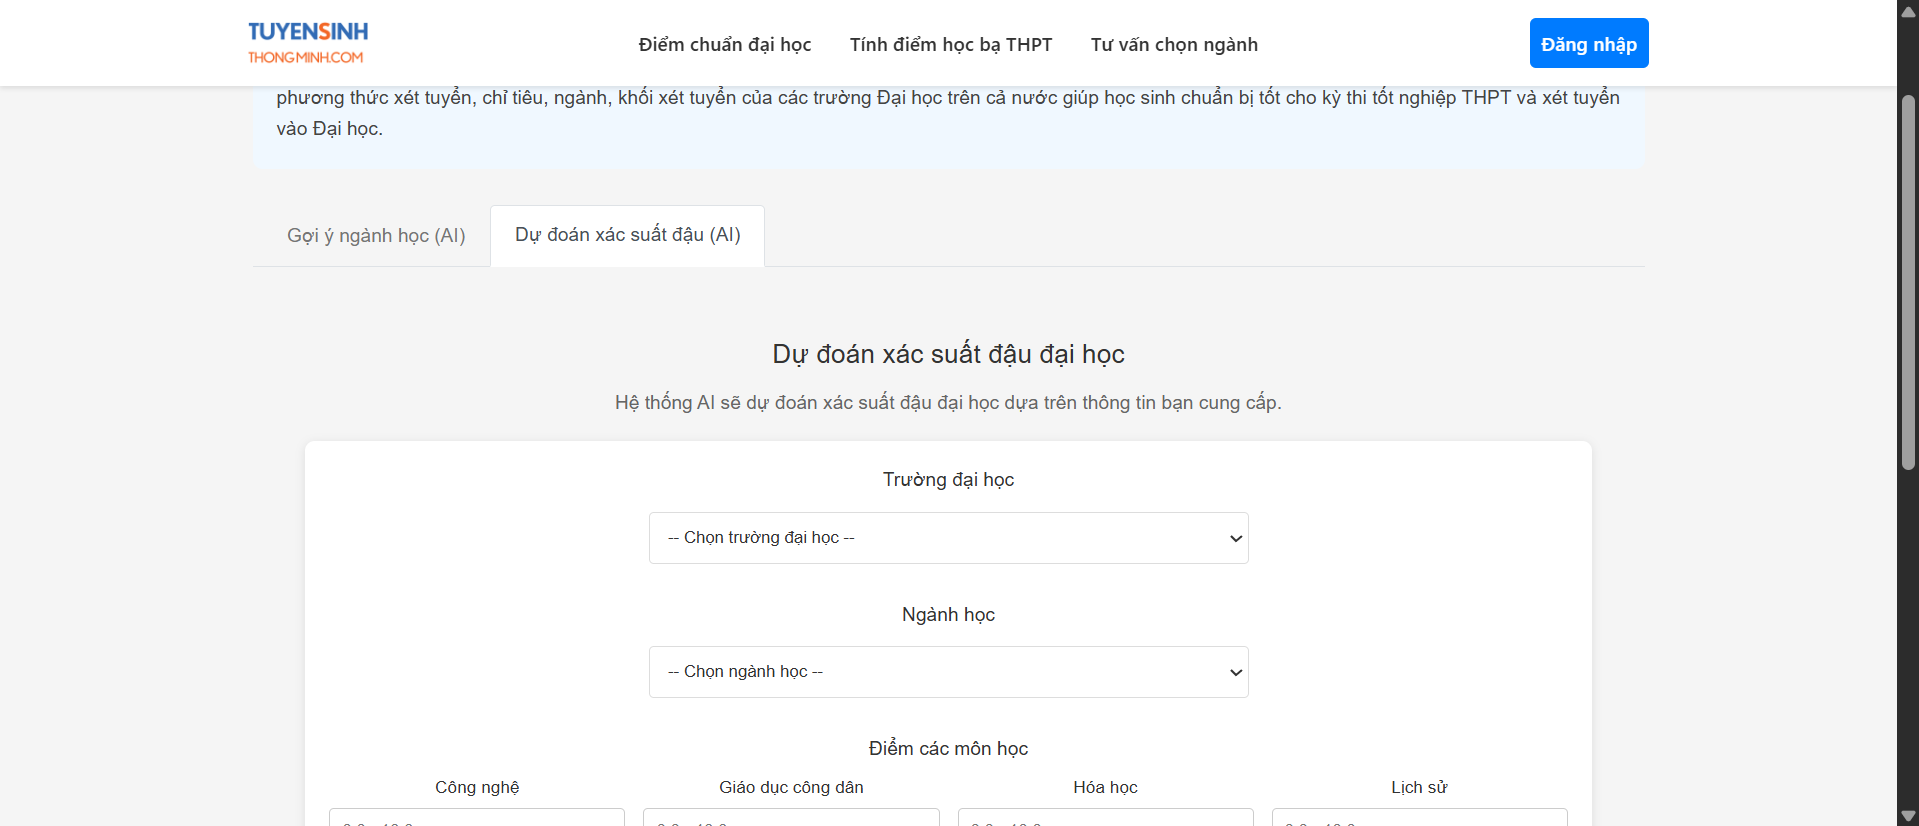 TUYENSINH
THONGMINH.COM
Điểm chuẩn đại học
Tính điểm học bạ THPT
Tư vấn chọn ngành
Đăng nhập
phương thức xét tuyển, chỉ tiêu, ngành, khối xét tuyển của các trường Đại học trên cả nước giúp học sinh chuẩn bị tốt cho kỳ thi tốt nghiệp THPT và xét tuyển
vào Đại học.
Gợi ý ngành học (AI)
Dự đoán xác suất đậu (AI)
Dự đoán xác suất đậu đại học
Hệ thống AI sẽ dự đoán xác suất đậu đại học dựa trên thông tin bạn cung cấp.
Trường đại học
-- Chọn trường đại học --
Ngành học
-- Chọn ngành học --
Điểm các môn học
Công nghệ
Giáo dục công dân
Hóa học
Lịch sử